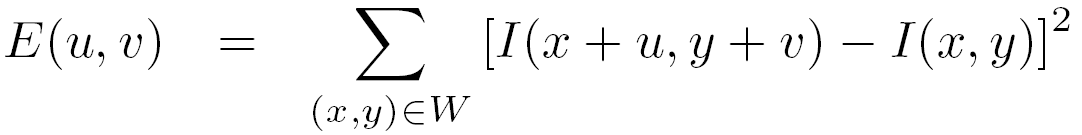 E(u, v) = ∑_{(x,y)∈W} [I(x + u, y + v) − I(x, y)]²